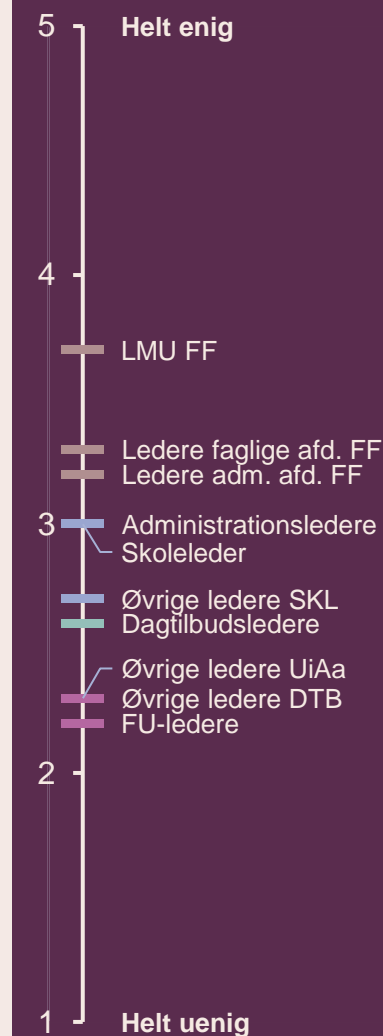 5 Helt enig
4
LMU FF
Ledere faglige afd. FF
Ledere adm. afd. FF
3 Administrationsledere
Skoleleder
Øvrige ledere SKL
Dagtilbudsledere
Øvrige ledere UiAa
Øvrige ledere DTB
FU-ledere
2
1 Helt uenig